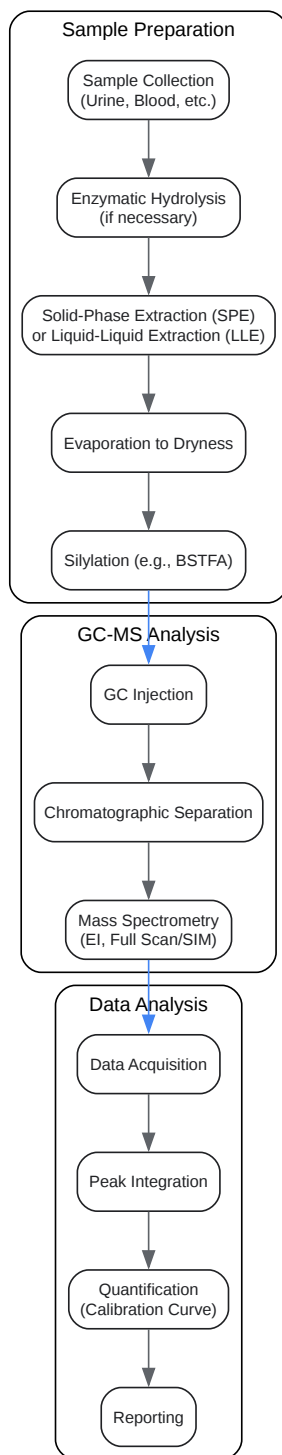 Sample Preparation
Sample Collection
(Urine, Blood, etc.)
Enzymatic Hydrolysis
(if necessary)
Solid-Phase Extraction (SPE)
or Liquid-Liquid Extraction (LLE)
Evaporation to Dryness
Silylation (e.g., BSTFA)
GC-MS Analysis
GC Injection
Chromatographic Separation
Mass Spectrometry
(EI, Full Scan/SIM)
Data Analysis
Data Acquisition
Peak Integration
Quantification
(Calibration Curve)
Reporting